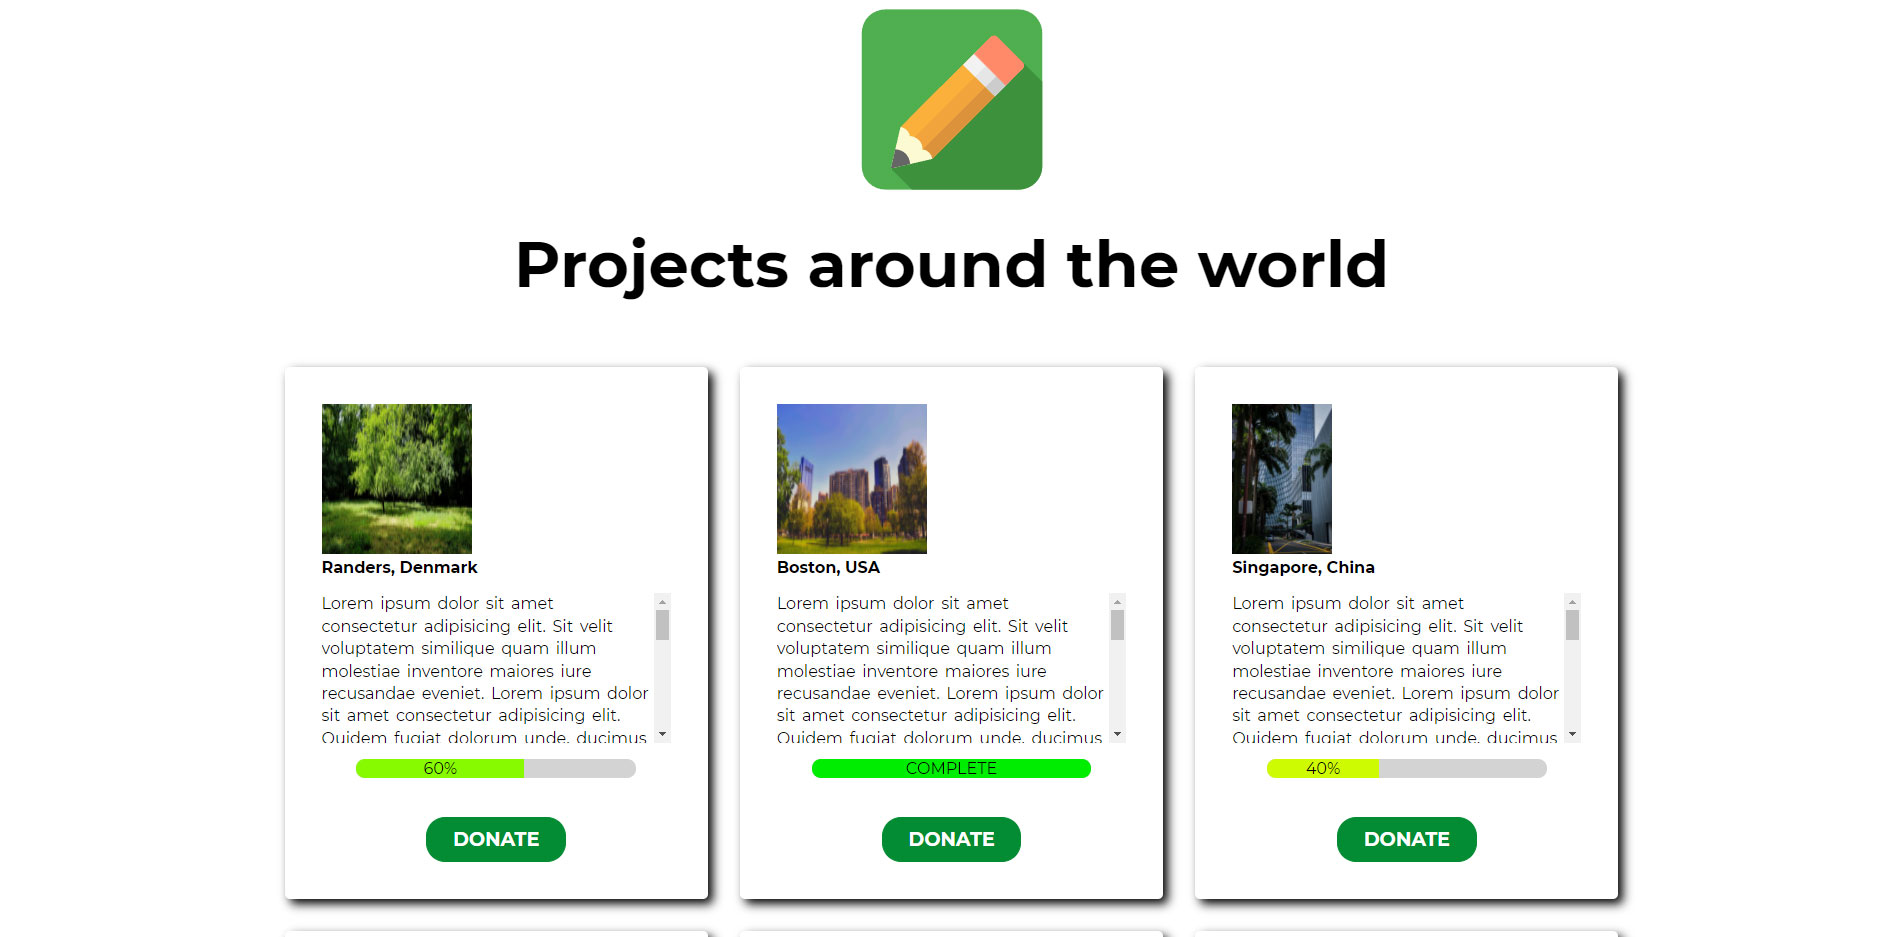 Projects around the world
Randers, Denmark
Lorem ipsum dolor sit amet
consectetur adipisicing elit. Sit velit
voluptatem similique quam illum
molestiae inventore maiores iure
recusandae eveniet. Lorem ipsum dolor
sit amet consectetur adipisicing elit.
Quidem fugiat dolorum unde, ducimus
60%
DONATE
Boston, USA
Lorem ipsum dolor sit amet
consectetur adipisicing elit. Sit velit
voluptatem similique quam illum
molestiae inventore maiores iure
recusandae eveniet. Lorem ipsum dolor
sit amet consectetur adipisicing elit.
Quidem fugiat dolorum unde, ducimus
COMPLETE
DONATE
Singapore, China
Lorem ipsum dolor sit amet
consectetur adipisicing elit. Sit velit
voluptatem similique quam illum
molestiae inventore maiores iure
recusandae eveniet. Lorem ipsum dolor
sit amet consectetur adipisicing elit.
Quidem fugiat dolorum unde, ducimus
40%
DONATE